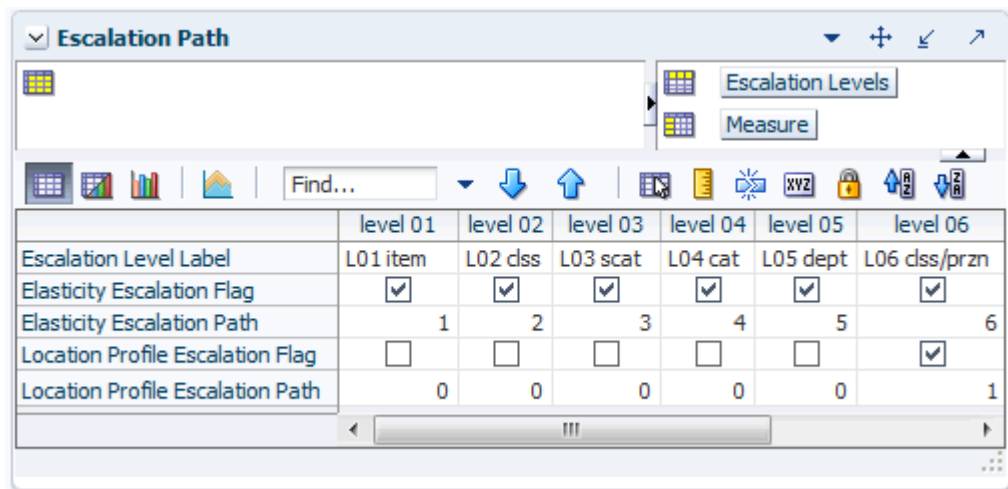 Escalation Path
Escalation Levels
Measure
Find...
XYZ
A
Z
Z
A
level 01 level 02 level 03 level 04 level 05 level 06
Escalation Level Label L01 item L02 clss L03 scat L04 cat L05 dept L06 clss/przn
Elasticity Escalation Flag
Elasticity Escalation Path 1 2 3 4 5 6
Location Profile Escalation Flag
Location Profile Escalation Path 0 0 0 0 0 1